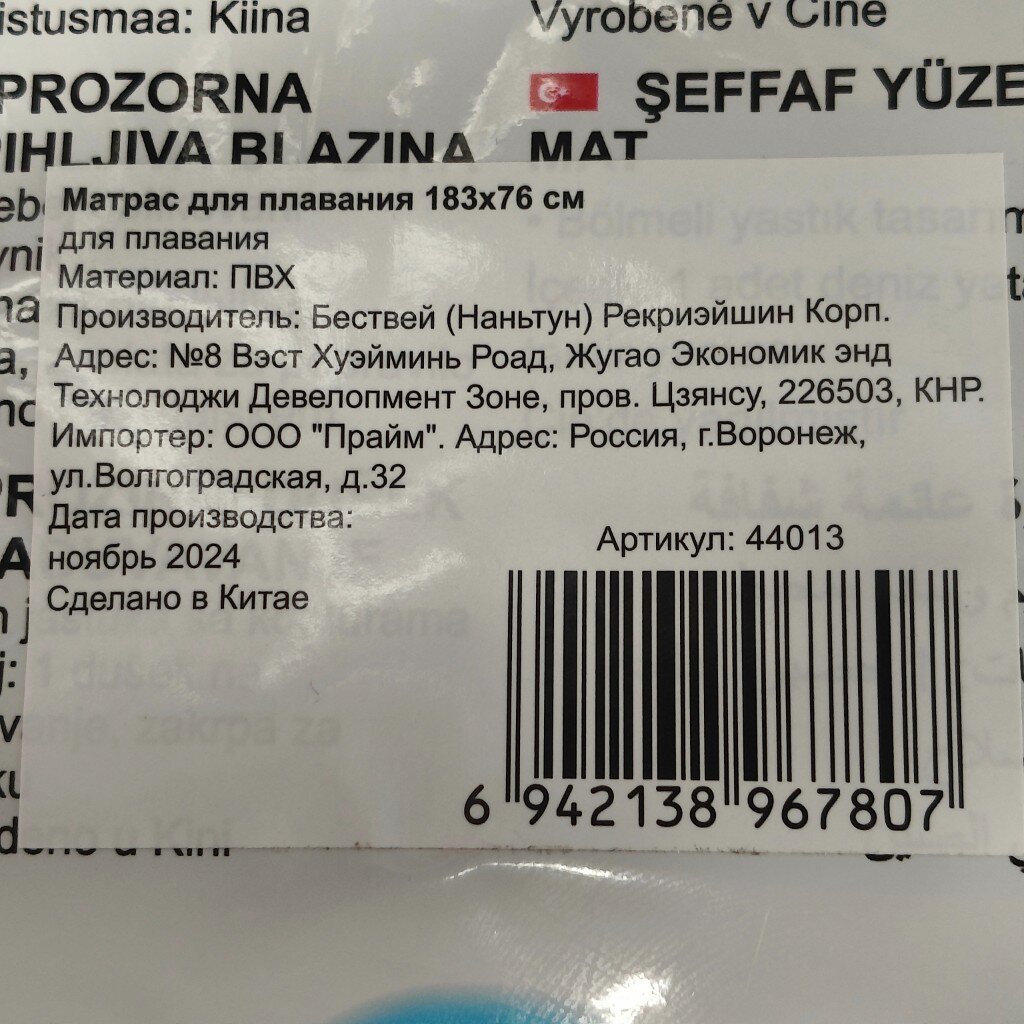 istusmaa: Kiina
Vyrobené v Číne
PROZORNA
ŞEFFAF YÜZE
PIHLJIVA BLAZINA
MAT
Матрас для плавания 183х76 см
для плавания
Материал: ПВХ
Производитель: Бествей (Наньтун) Рекриэйшин Корп.
Адрес: №8 Вэст Хуэйминь Роад, Жугао Экономик энд
Технолоджи Девелопмент Зоне, пров. Цзянсу, 226503, КНР.
Импортер: ООО "Прайм". Адрес: Россия, г.Воронеж,
ул.Волгоградская, д.32
Дата производства:
ноябрь 2024
Сделано в Китае
Артикул: 44013
6 942138 967807